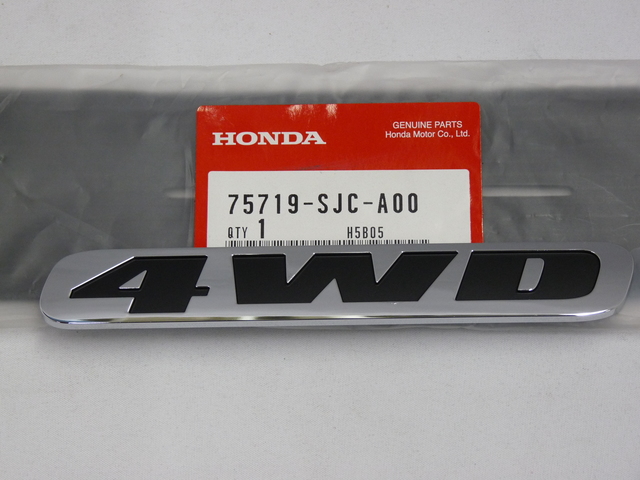 HONDA
GENUINE PARTS
Honda Motor Co., Ltd.
75719-SJC-A00
QTY 1 H5B05
4WD